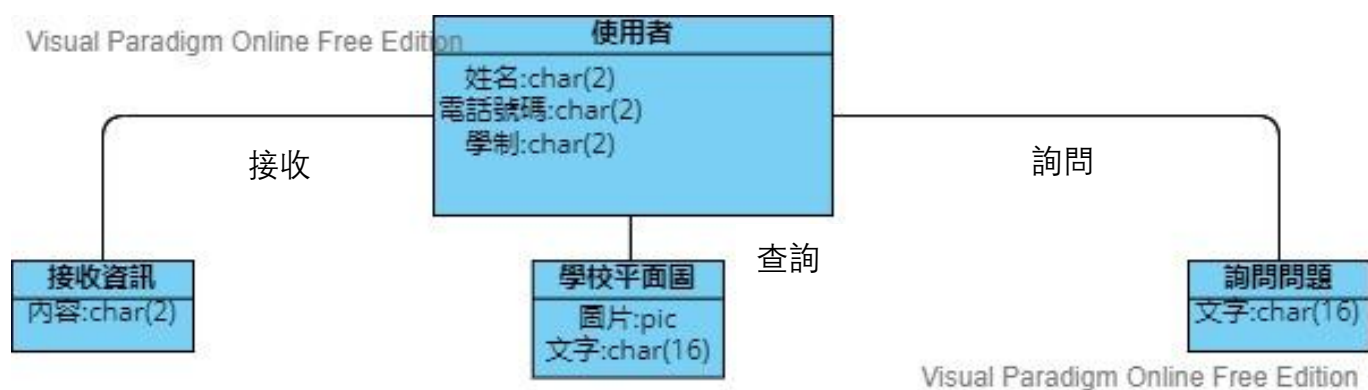 Visual Paradigm Online Free Edition
使用者
姓名:char(2)
電話號碼:char(2)
學制:char(2)
接收
詢問
查詢
接收資訊
內容:char(2)
學校平面圖
圖片:pic
文字:char(16)
詢問問題
文字:char(16)
Visual Paradigm Online Free Edition